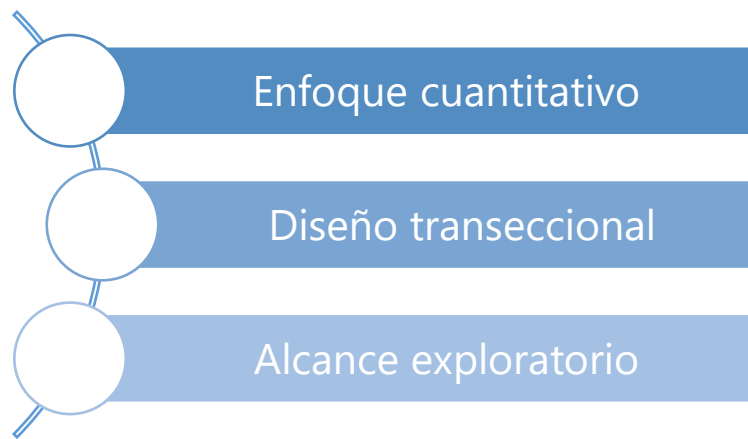 Enfoque cuantitativo
Diseño transeccional
Alcance exploratorio